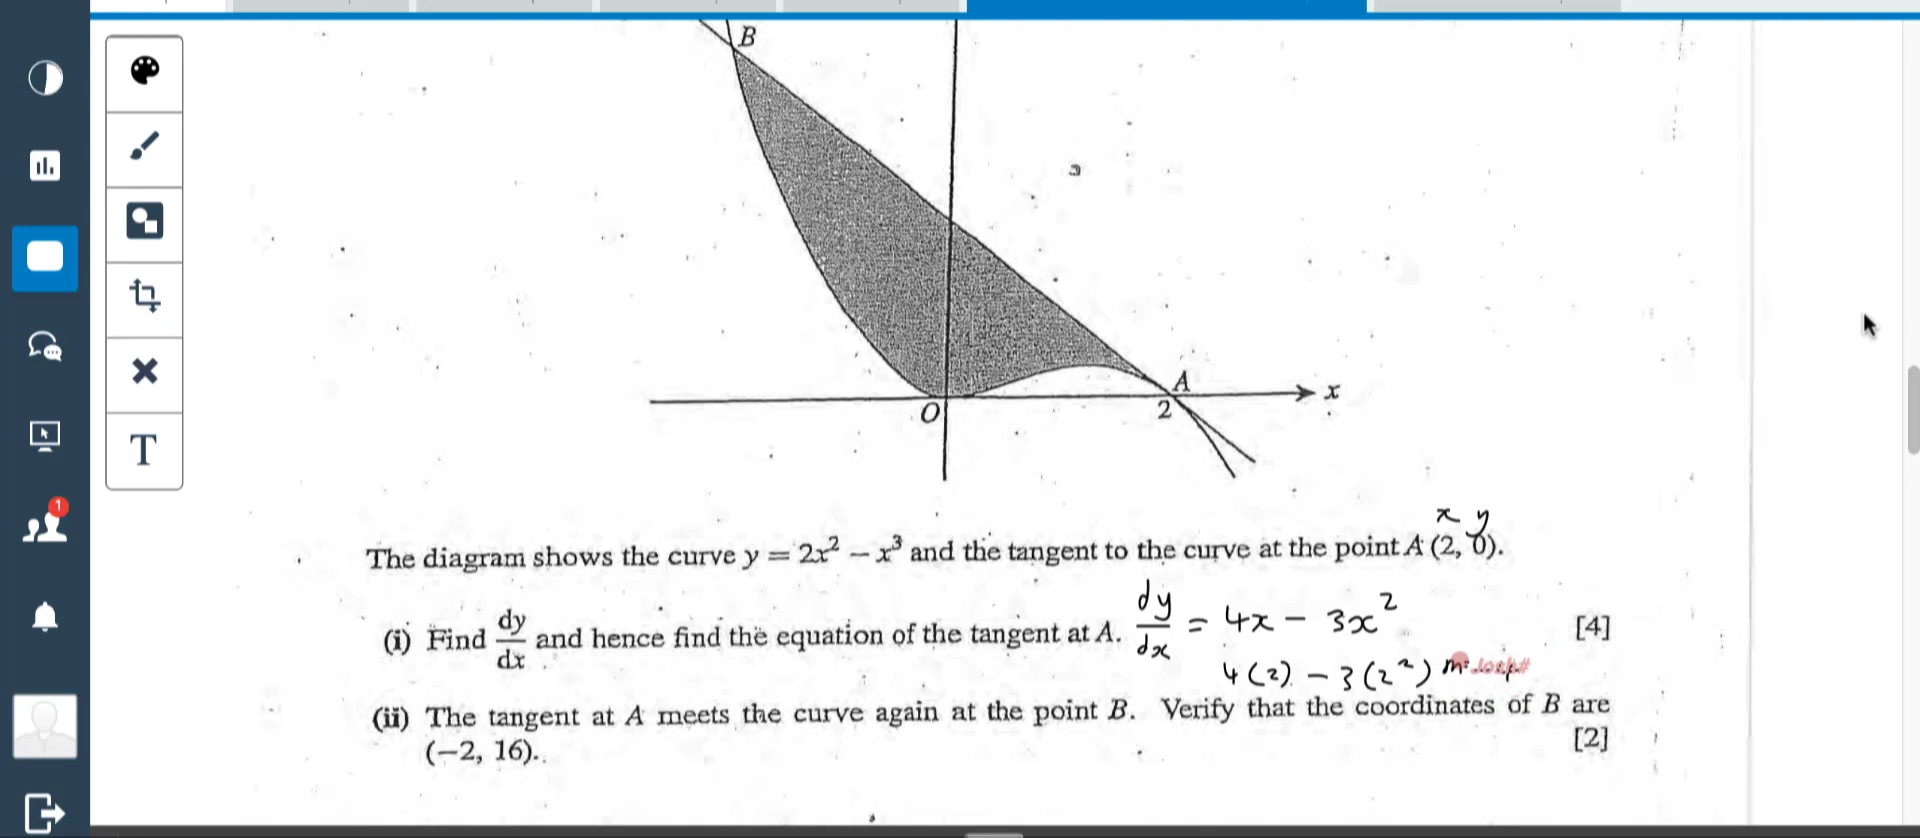 B
A
x
O
2
x y
The diagram shows the curve y = 2x² − x³ and the tangent to the curve at the point A (2, 0).
(i) Find dy/dx and hence find the equation of the tangent at A. dy/dx = 4x − 3x² [4]
4(2) − 3(2²)
(ii) The tangent at A meets the curve again at the point B. Verify that the coordinates of B are
(−2, 16). [2]
T
1